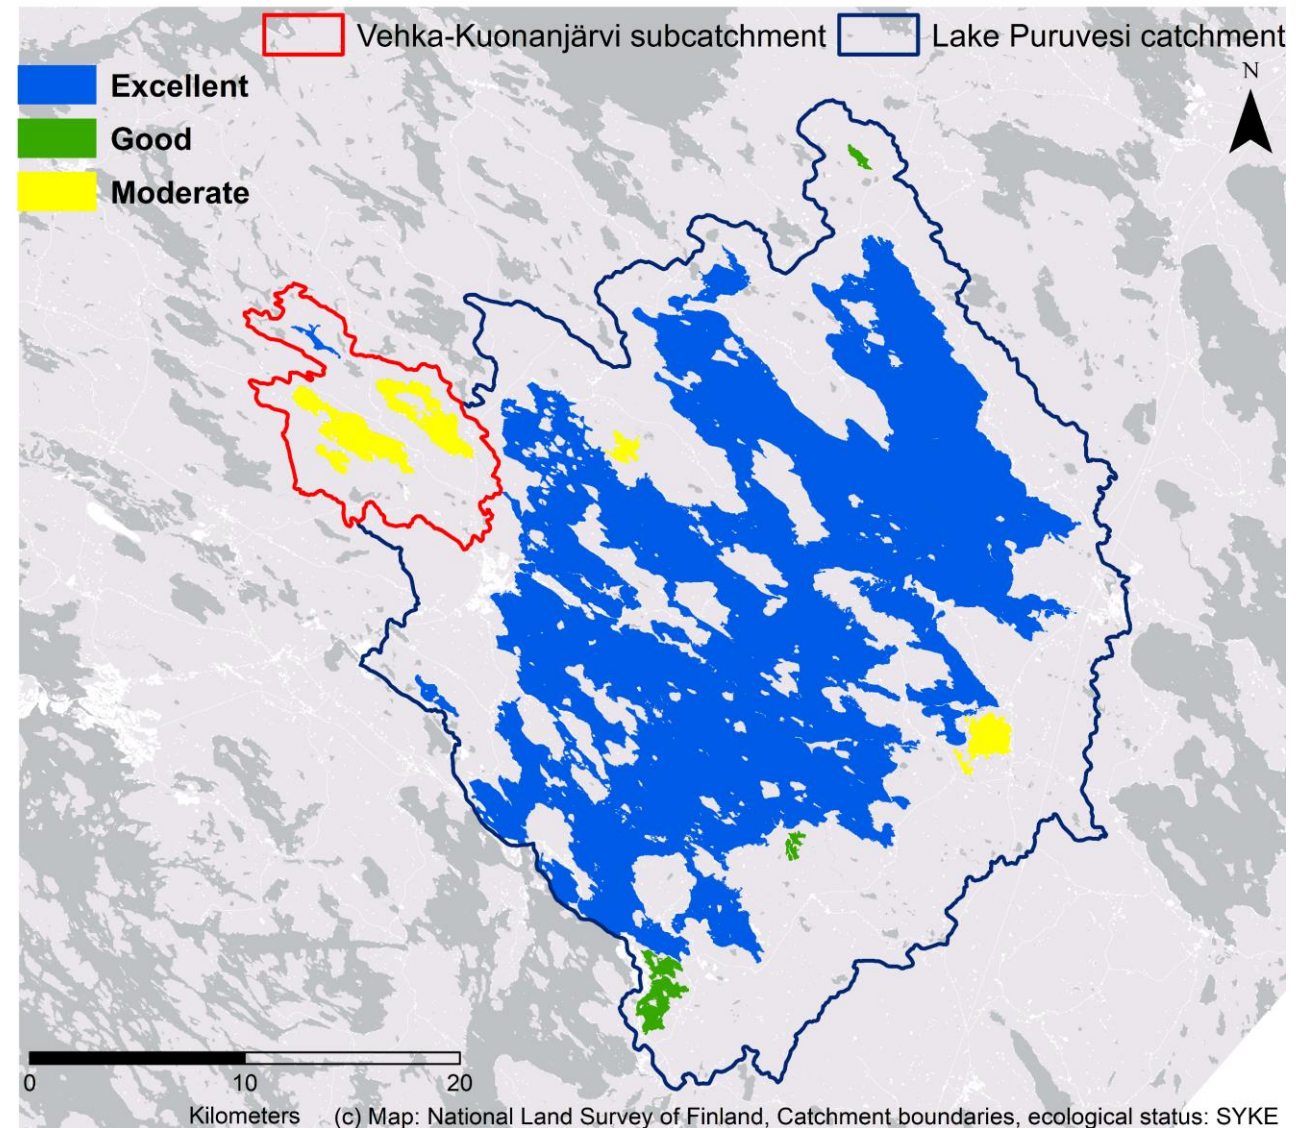 Vehka-Kuonanjärvi subcatchment Lake Puruvesi catchment
Excellent
Good
Moderate
N
0 10 20
Kilometers (c) Map: National Land Survey of Finland, Catchment boundaries, ecological status: SYKE